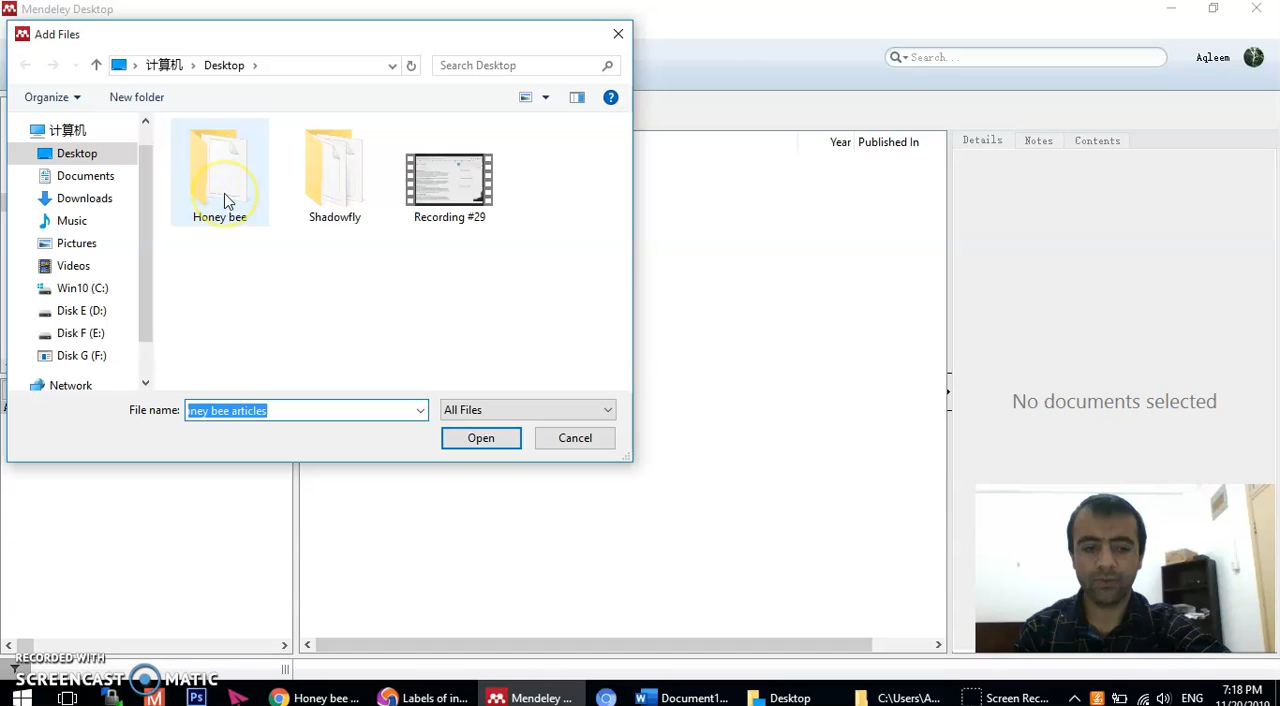 Mendeley Desktop
Add Files
计算机 Desktop
Search Desktop
Search...
Aqleem
Organize
New folder
计算机
Desktop
Documents
Downloads
Music
Pictures
Videos
Win10 (C:)
Disk E (D:)
Disk F (E:)
Disk G (F:)
Network
Honey bee
Shadowfly
Recording #29
Year
Published In
Details
Notes
Contents
No documents selected
File name:
oney bee articles
All Files
Open
Cancel
RECORDED WITH
SCREENCAST MATIC
Honey bee ...
Labels of in...
Mendeley ...
Document1...
Desktop
C:\Users\A...
Screen Rec...
ENG
7:18 PM
11/20/2019